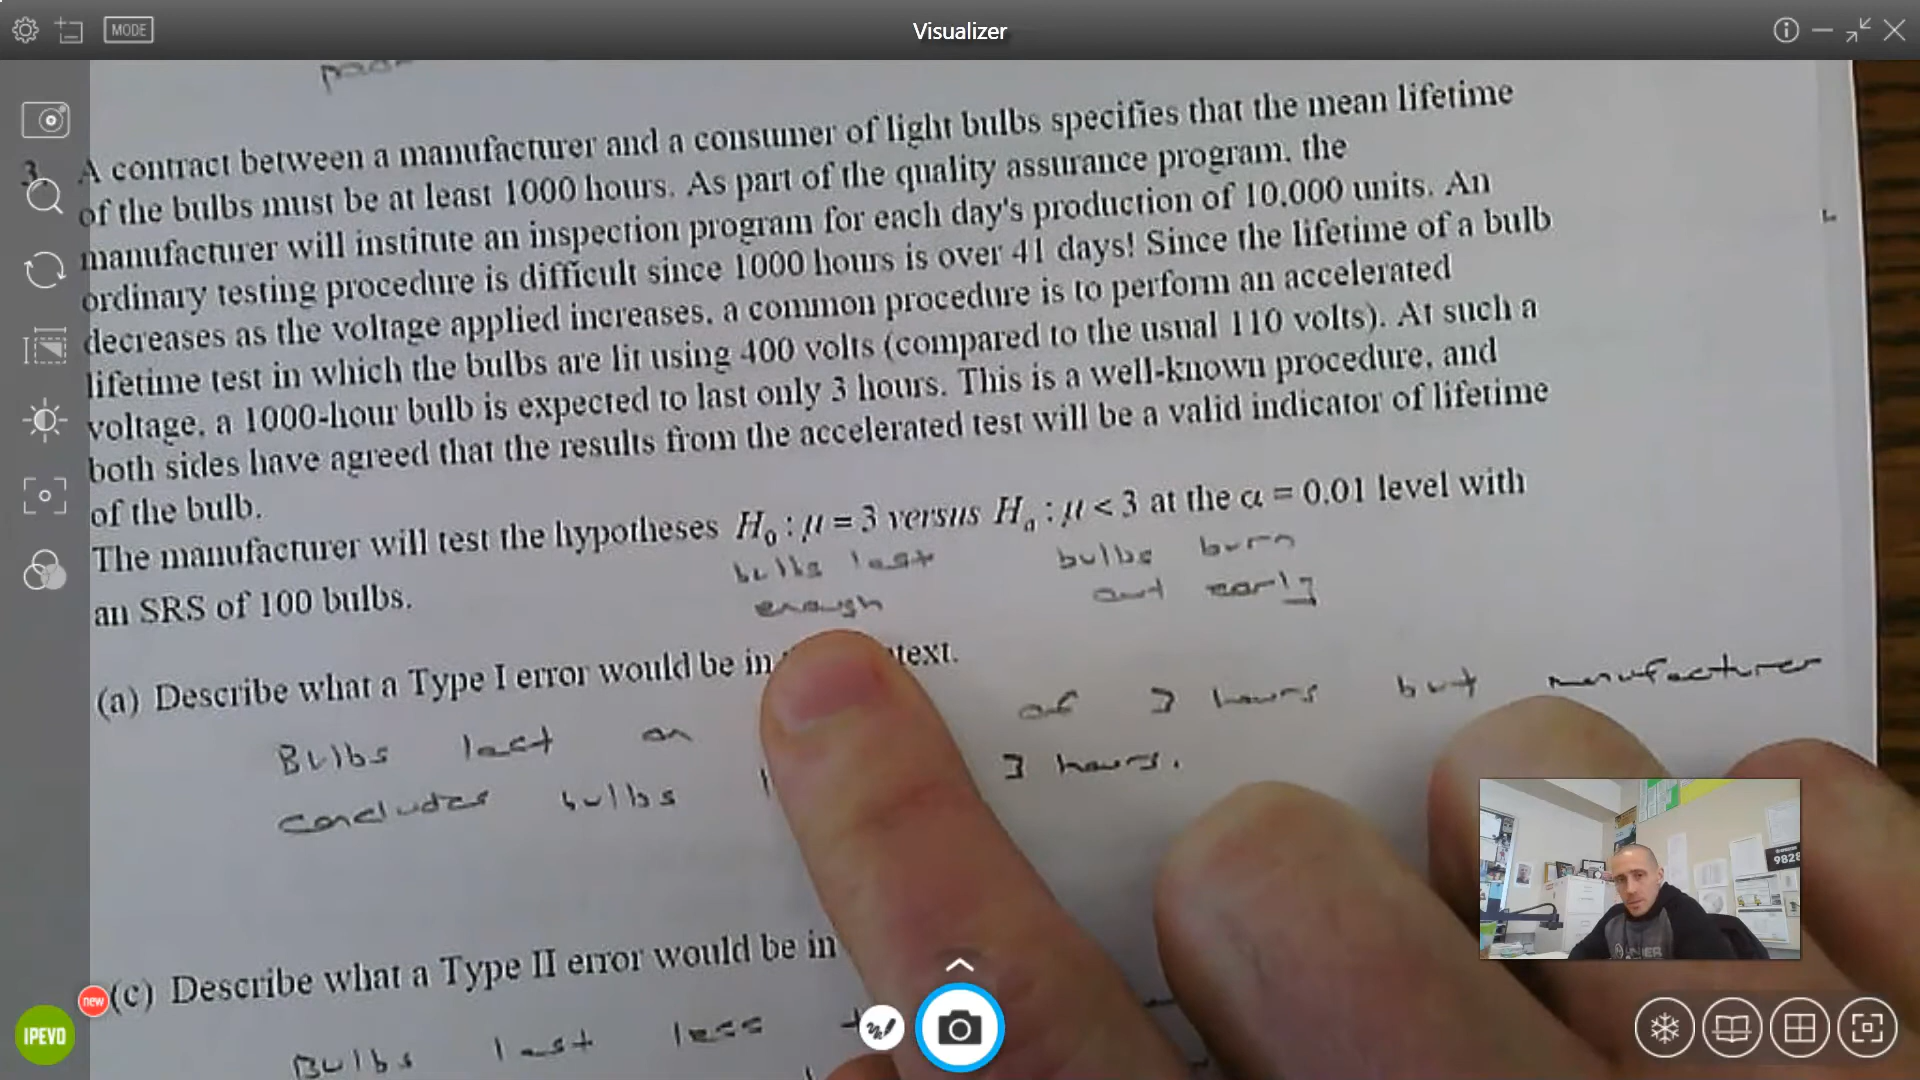 MODE
Visualizer
3. A contract between a manufacturer and a consumer of light bulbs specifies that the mean lifetime
of the bulbs must be at least 1000 hours. As part of the quality assurance program, the
manufacturer will institute an inspection program for each day's production of 10,000 units. An
ordinary testing procedure is difficult since 1000 hours is over 41 days! Since the lifetime of a bulb
decreases as the voltage applied increases, a common procedure is to perform an accelerated
lifetime test in which the bulbs are lit using 400 volts (compared to the usual 110 volts). At such a
voltage, a 1000-hour bulb is expected to last only 3 hours. This is a well-known procedure, and
both sides have agreed that the results from the accelerated test will be a valid indicator of lifetime
of the bulb.
The manufacturer will test the hypotheses H₀ : μ = 3 versus Hₐ : μ < 3 at the α = 0.01 level with
bulbs last bulbs burn
enough out early
an SRS of 100 bulbs.
(a) Describe what a Type I error would be in text.
Bulbs last an of 3 hours but manufacturer
concludes bulbs 3 hours.
(c) Describe what a Type II error would be in
Bulbs last less
new
IPEVO
9828